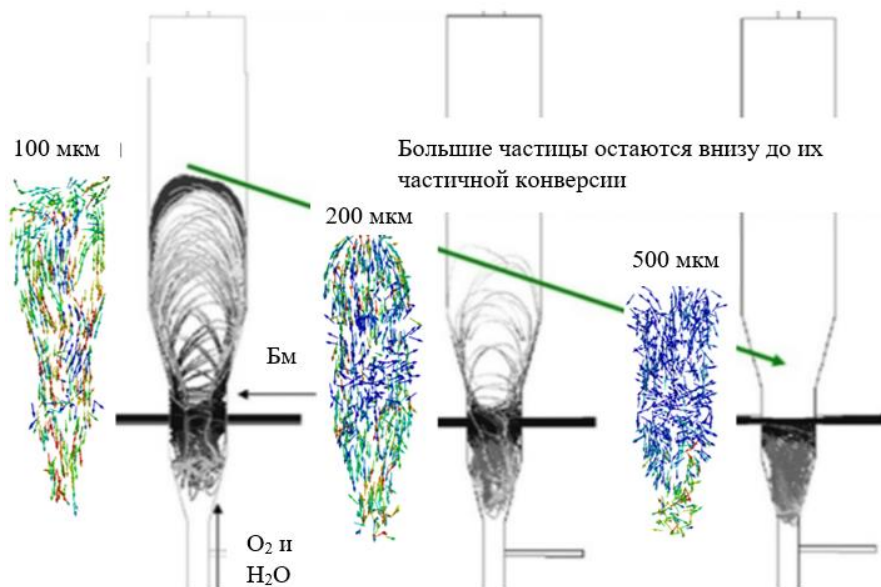 100 мкм
Большие частицы остаются внизу до их
частичной конверсии
200 мкм
500 мкм
Бм
O₂ и
H₂O